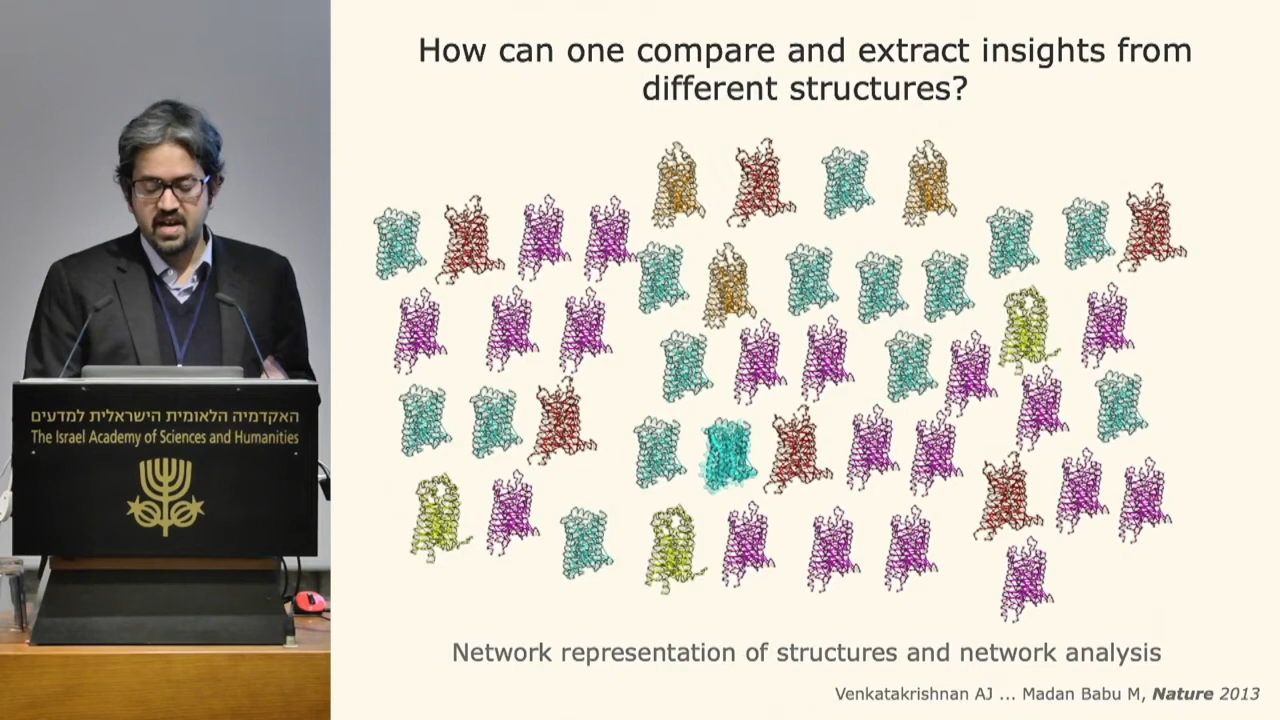 How can one compare and extract insights from
different structures?
האקדמיה הלאומית הישראלית למדעים
The Israel Academy of Sciences and Humanities
Network representation of structures and network analysis
Venkatakrishnan AJ ... Madan Babu M, Nature 2013